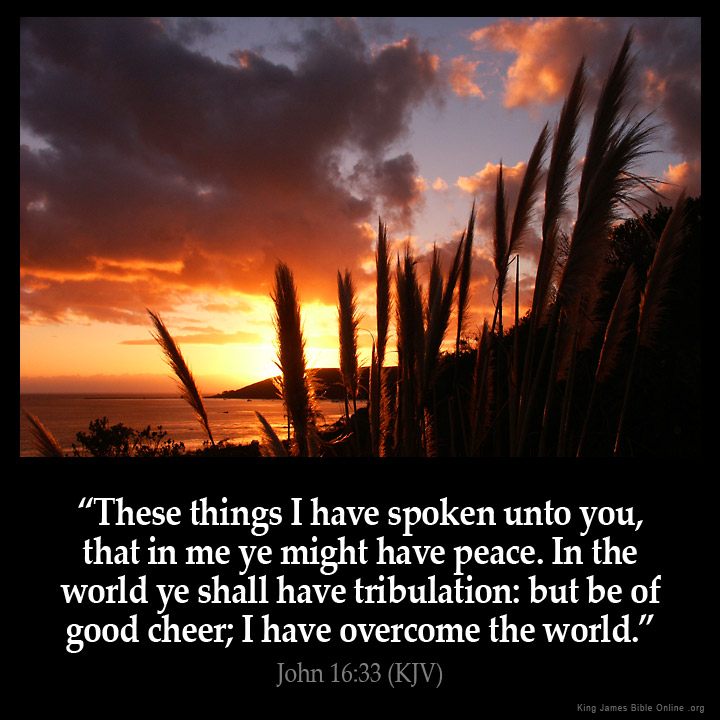 “These things I have spoken unto you,
that in me ye might have peace. In the
world ye shall have tribulation: but be of
good cheer; I have overcome the world.”
John 16:33 (KJV)
King James Bible Online .org